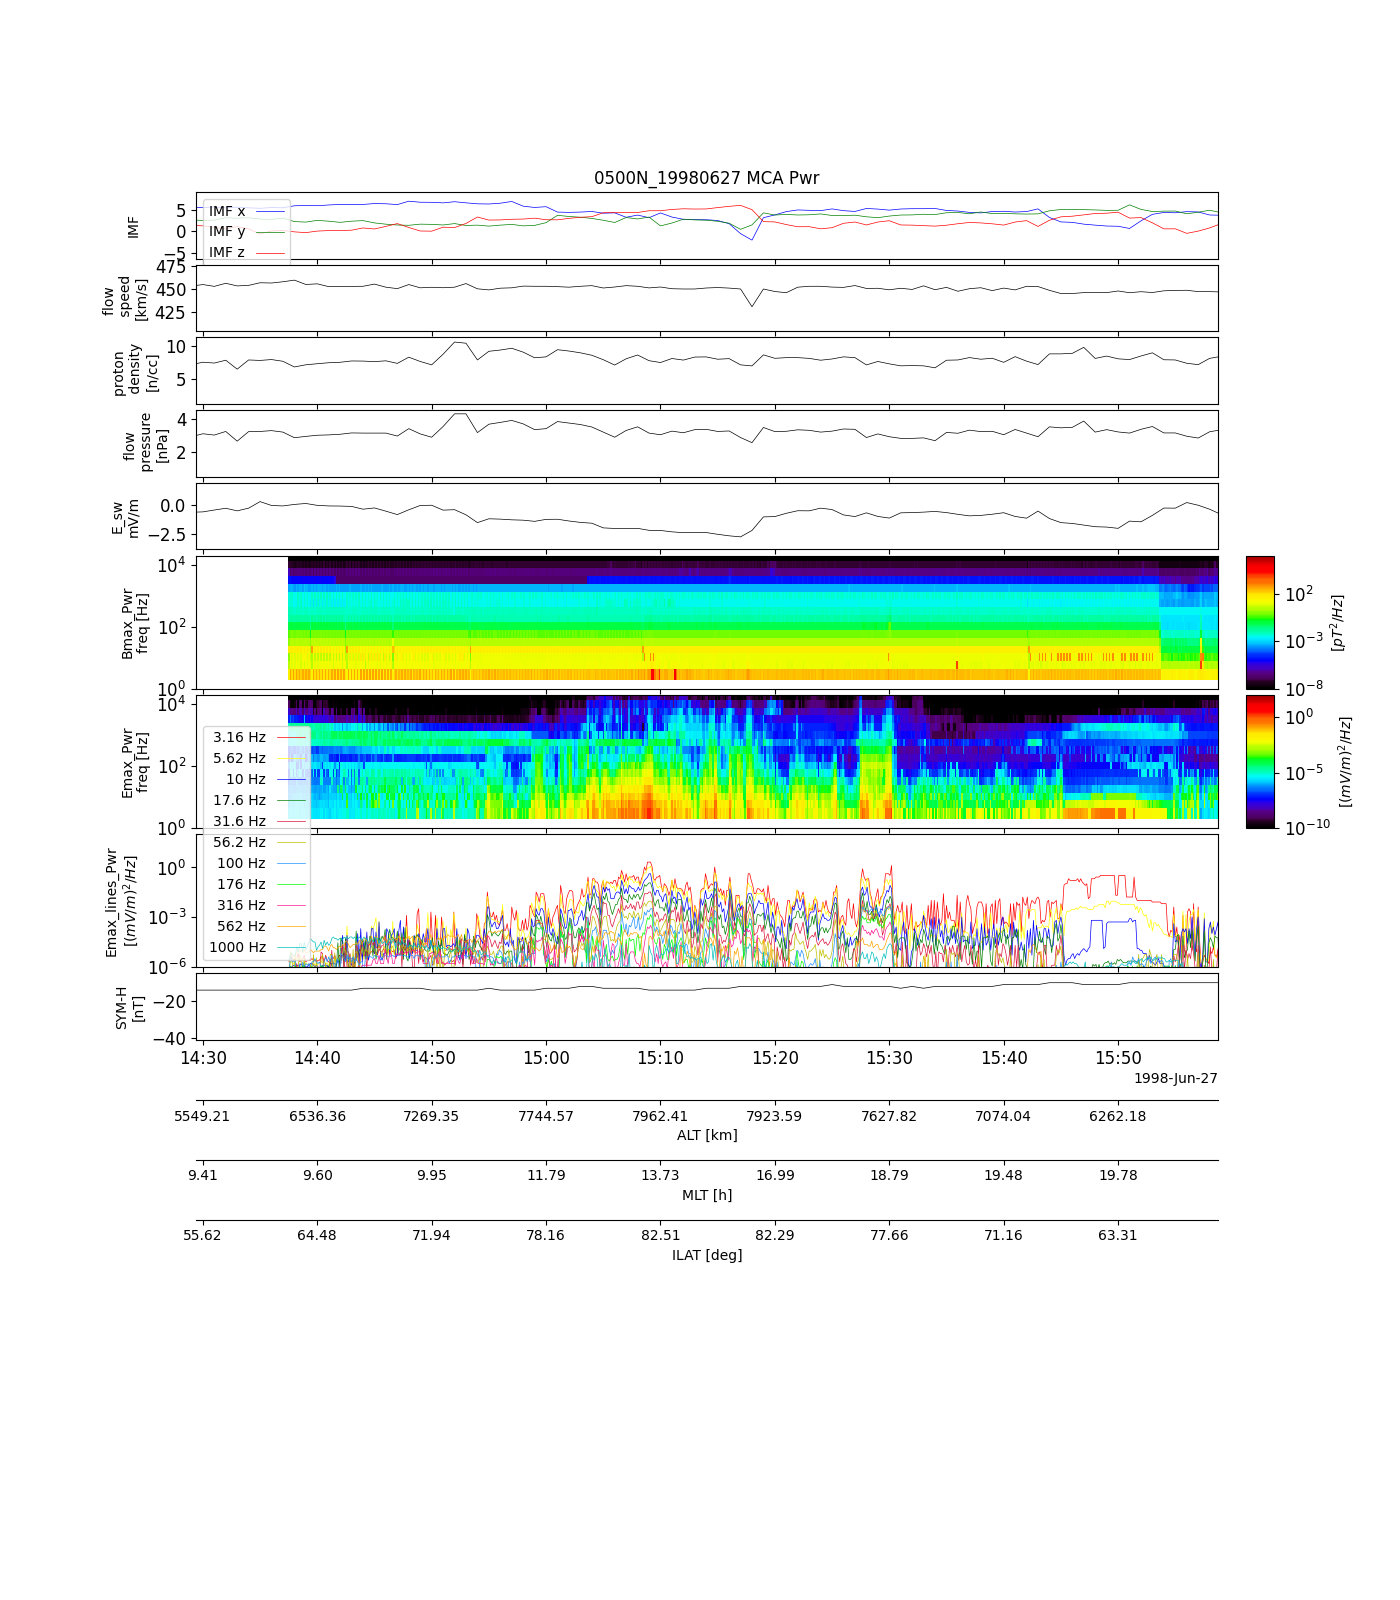 0500N_19980627 MCA Pwr
IMF
5
0
−5
IMF x
IMF y
IMF z
flow
speed
[km/s]
475
450
425
proton
density
[n/cc]
10
5
flow
pressure
[nPa]
4
2
E_sw
mV/m
0.0
−2.5
Bmax_Pwr
freq [Hz]
10^4
10^2
10^0
10^2
10^−3
10^−8
[pT^2/Hz]
Emax_Pwr
freq [Hz]
10^4
10^2
10^0
10^0
10^−5
10^−10
[(mV/m)^2/Hz]
3.16 Hz
5.62 Hz
10 Hz
17.6 Hz
31.6 Hz
56.2 Hz
100 Hz
176 Hz
316 Hz
562 Hz
1000 Hz
Emax_lines_Pwr
[(mV/m)^2/Hz]
10^0
10^−3
10^−6
SYM-H
[nT]
−20
−40
14:30 14:40 14:50 15:00 15:10 15:20 15:30 15:40 15:50
1998-Jun-27
5549.21 6536.36 7269.35 7744.57 7962.41 7923.59 7627.82 7074.04 6262.18
ALT [km]
9.41 9.60 9.95 11.79 13.73 16.99 18.79 19.48 19.78
MLT [h]
55.62 64.48 71.94 78.16 82.51 82.29 77.66 71.16 63.31
ILAT [deg]